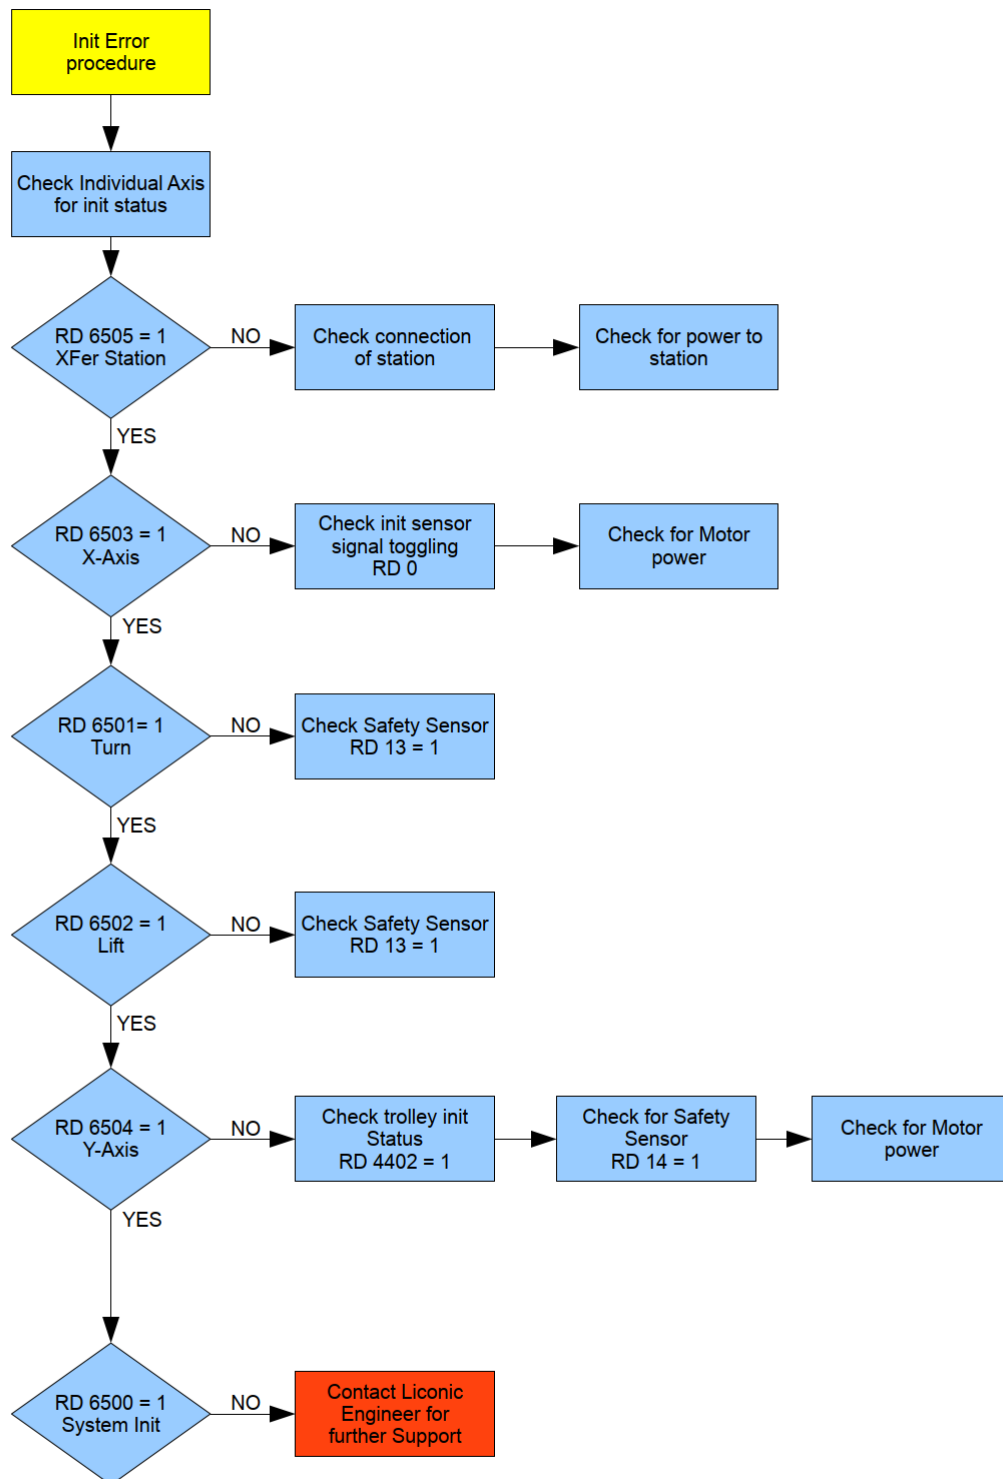 Init Error
procedure
Check Individual Axis
for init status
RD 6505 = 1
XFer Station
NO
Check connection
of station
Check for power to
station
YES
RD 6503 = 1
X-Axis
NO
Check init sensor
signal toggling
RD 0
Check for Motor
power
YES
RD 6501= 1
Turn
NO
Check Safety Sensor
RD 13 = 1
YES
RD 6502 = 1
Lift
NO
Check Safety Sensor
RD 13 = 1
YES
RD 6504 = 1
Y-Axis
NO
Check trolley init
Status
RD 4402 = 1
Check for Safety
Sensor
RD 14 = 1
Check for Motor
power
YES
RD 6500 = 1
System Init
NO
Contact Liconic
Engineer for
further Support